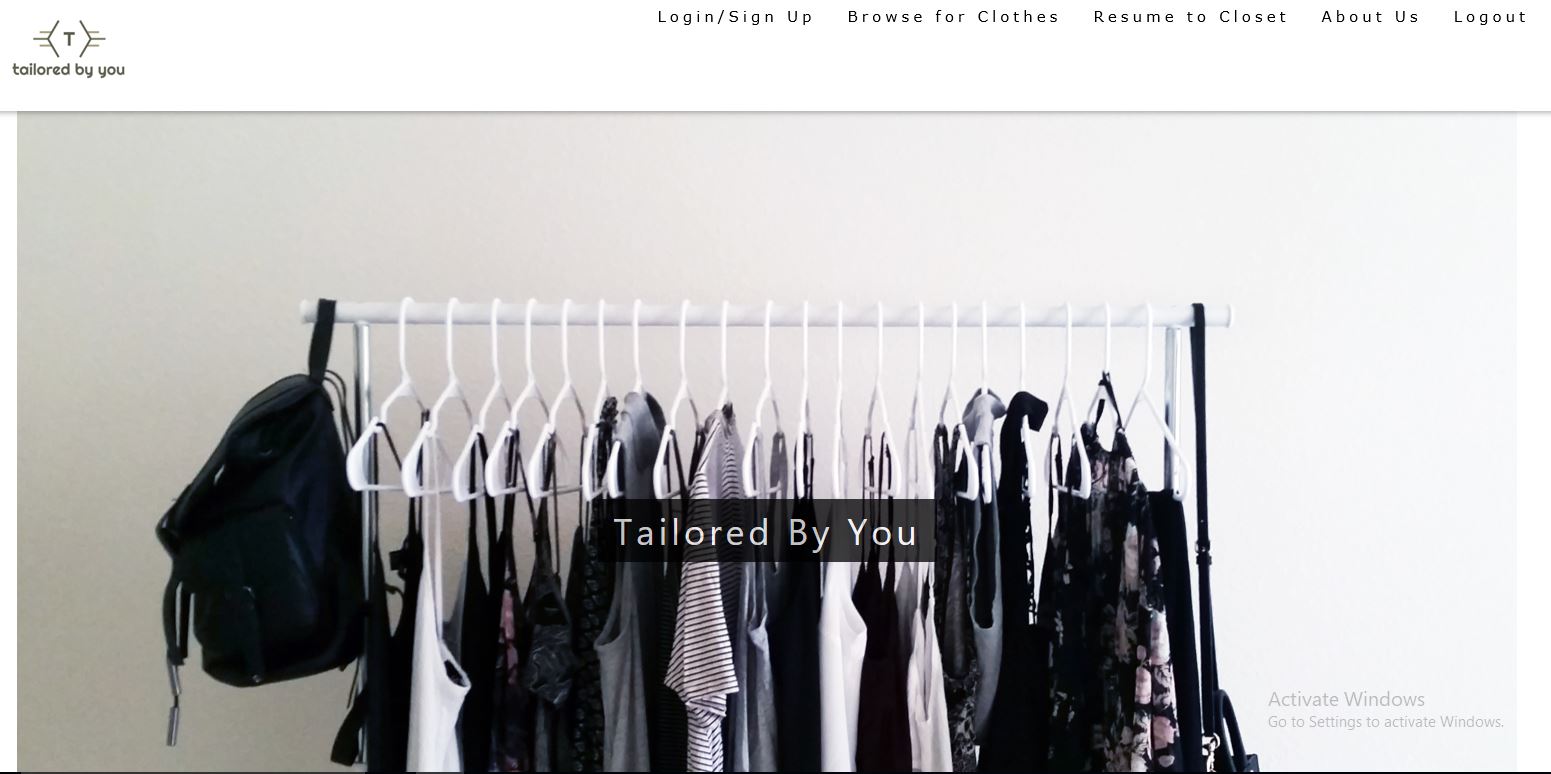 Login/Sign Up Browse for Clothes Resume to Closet About Us Logout
T
tailored by you
Tailored By You
Activate Windows
Go to Settings to activate Windows.